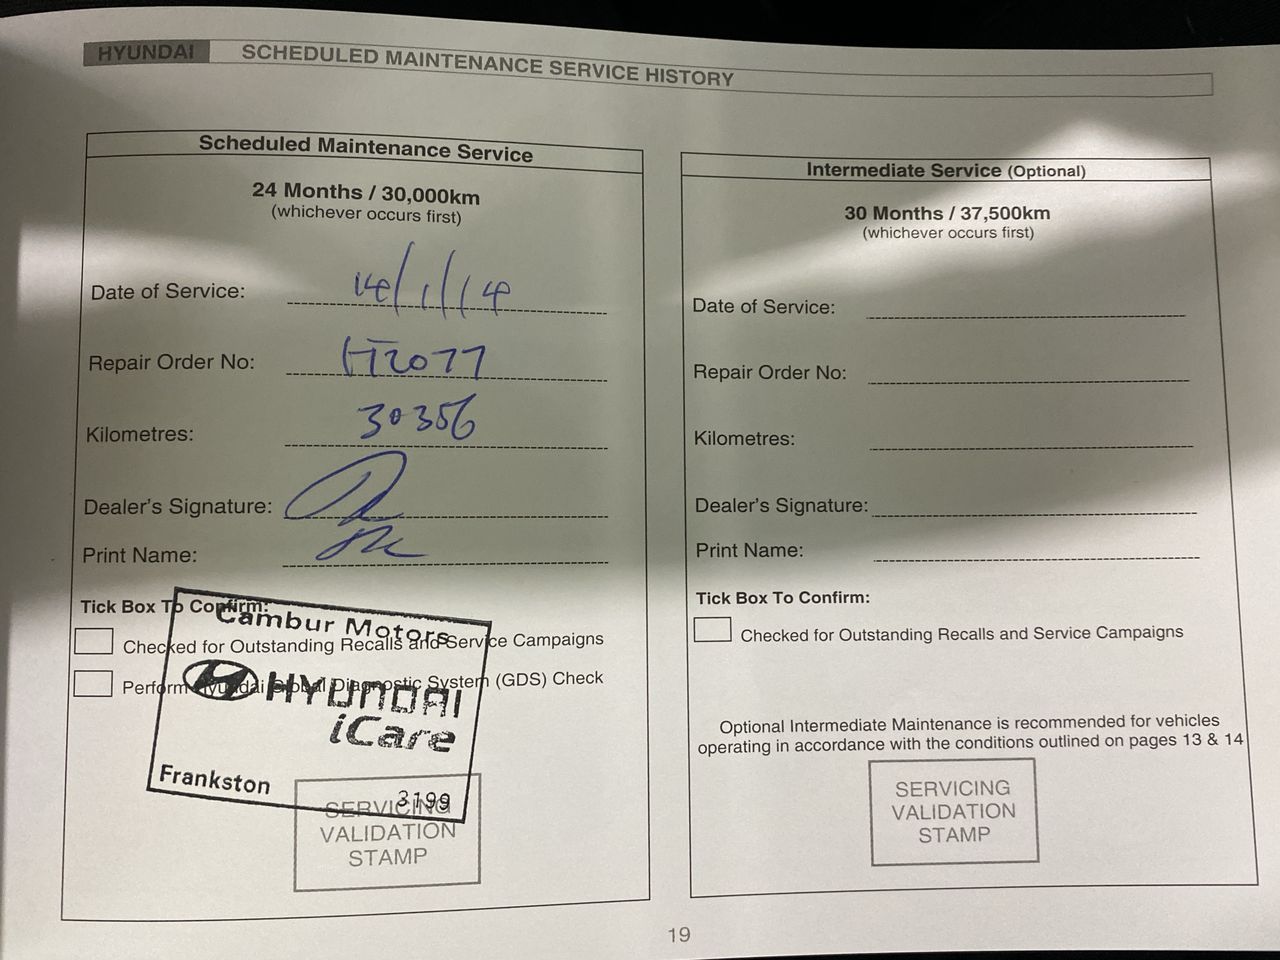 HYUNDAI SCHEDULED MAINTENANCE SERVICE HISTORY
Scheduled Maintenance Service
24 Months / 30,000km
(whichever occurs first)
Date of Service: 14/1/14
Repair Order No: H72077
Kilometres: 30356
Dealer's Signature:
Print Name:
Tick Box To Confirm:
Checked for Outstanding Recalls and Service Campaigns
Perform Hyundai Global Diagnostic System (GDS) Check
Cambur Motors
HYUNDAI
iCare
Frankston 3199
SERVICING
VALIDATION
STAMP
Intermediate Service (Optional)
30 Months / 37,500km
(whichever occurs first)
Date of Service:
Repair Order No:
Kilometres:
Dealer's Signature:
Print Name:
Tick Box To Confirm:
Checked for Outstanding Recalls and Service Campaigns
Optional Intermediate Maintenance is recommended for vehicles
operating in accordance with the conditions outlined on pages 13 & 14
SERVICING
VALIDATION
STAMP
19